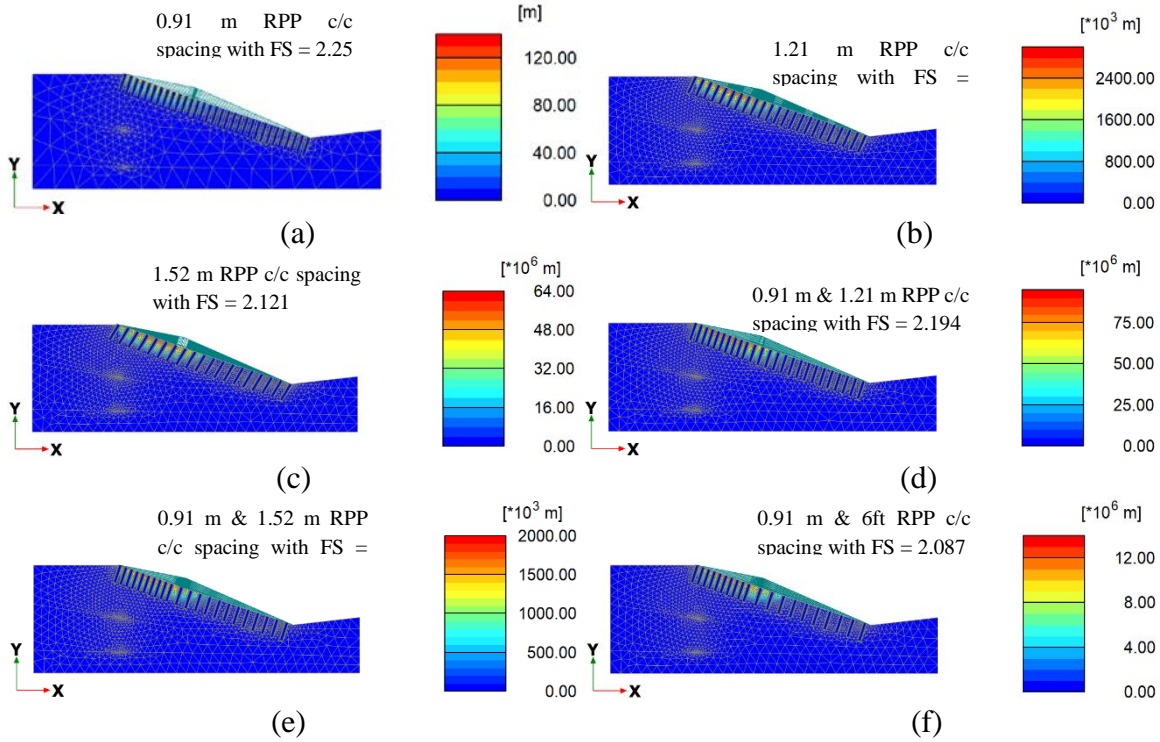 0.91 m RPP c/c
spacing with FS = 2.25
[m]
120.00
80.00
40.00
0.00
Y
X
(a)
1.21 m RPP c/c
spacing with FS =
[*10³ m]
2400.00
1600.00
800.00
0.00
Y
X
(b)
1.52 m RPP c/c spacing
with FS = 2.121
[*10⁶ m]
64.00
48.00
32.00
16.00
0.00
Y
X
(c)
0.91 m & 1.21 m RPP c/c
spacing with FS = 2.194
[*10⁶ m]
75.00
50.00
25.00
0.00
Y
X
(d)
0.91 m & 1.52 m RPP
c/c spacing with FS =
[*10³ m]
2000.00
1500.00
1000.00
500.00
0.00
Y
X
(e)
0.91 m & 6ft RPP c/c
spacing with FS = 2.087
[*10⁶ m]
12.00
8.00
4.00
0.00
Y
X
(f)